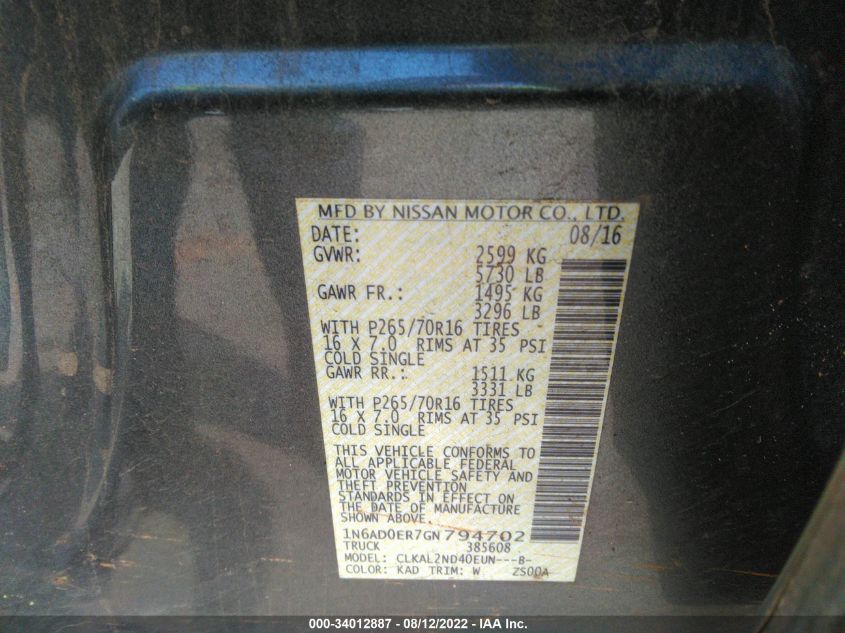 MFD BY NISSAN MOTOR CO., LTD.
DATE: 08/16
GVWR: 2599 KG
5730 LB
GAWR FR.: 1495 KG
3296 LB
WITH P265/70R16 TIRES
16 X 7.0 RIMS AT 35 PSI
COLD SINGLE
GAWR RR.: 1511 KG
3331 LB
WITH P265/70R16 TIRES
16 X 7.0 RIMS AT 35 PSI
COLD SINGLE
THIS VEHICLE CONFORMS TO
ALL APPLICABLE FEDERAL
MOTOR VEHICLE SAFETY AND
THEFT PREVENTION
STANDARDS IN EFFECT ON
THE DATE OF MANUFACTURE
SHOWN ABOVE.
1N6AD0ER7GN794702
TRUCK 385608
MODEL: CLKAL2ND40EUN---B-
COLOR: KAD TRIM: W ZS00A
000-34012887 - 08/12/2022 - IAA Inc.